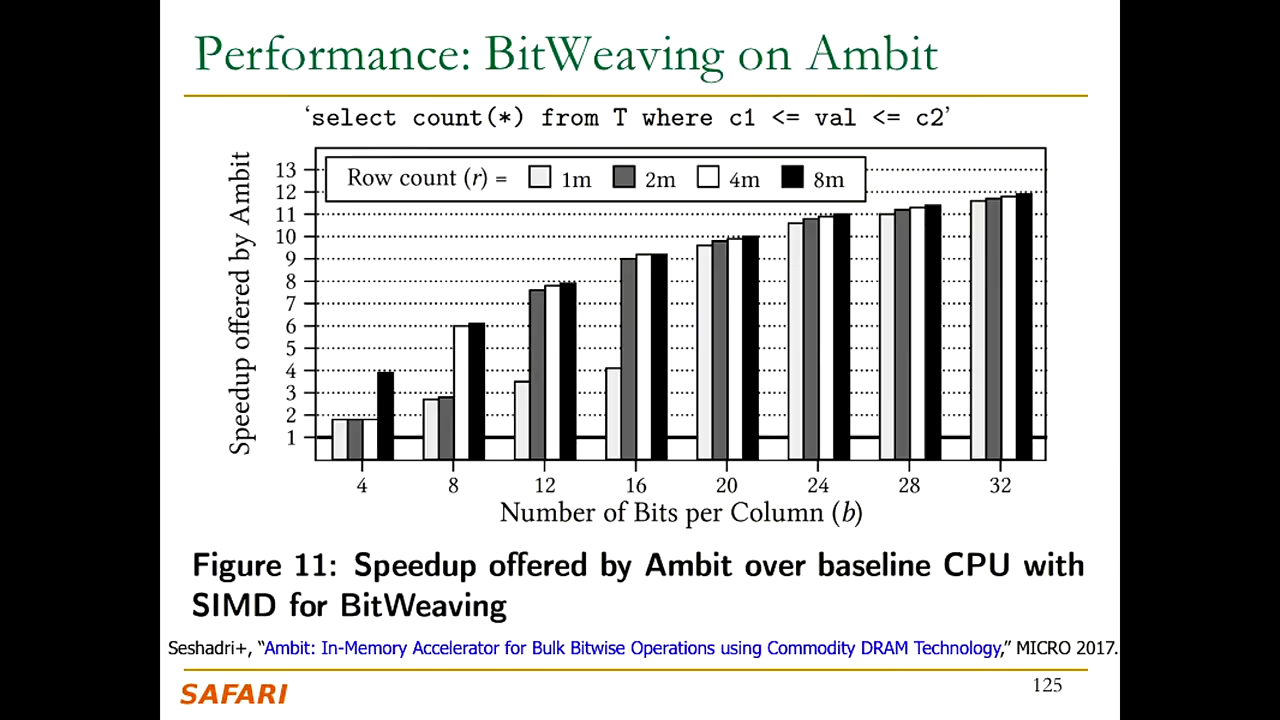 Performance: BitWeaving on Ambit
‘select count(*) from T where c1 <= val <= c2’
Speedup offered by Ambit
Row count (r) = 1m 2m 4m 8m
13
12
11
10
9
8
7
6
5
4
3
2
1
4 8 12 16 20 24 28 32
Number of Bits per Column (b)
Figure 11: Speedup offered by Ambit over baseline CPU with
SIMD for BitWeaving
Seshadri+, “Ambit: In-Memory Accelerator for Bulk Bitwise Operations using Commodity DRAM Technology,” MICRO 2017.
SAFARI
125